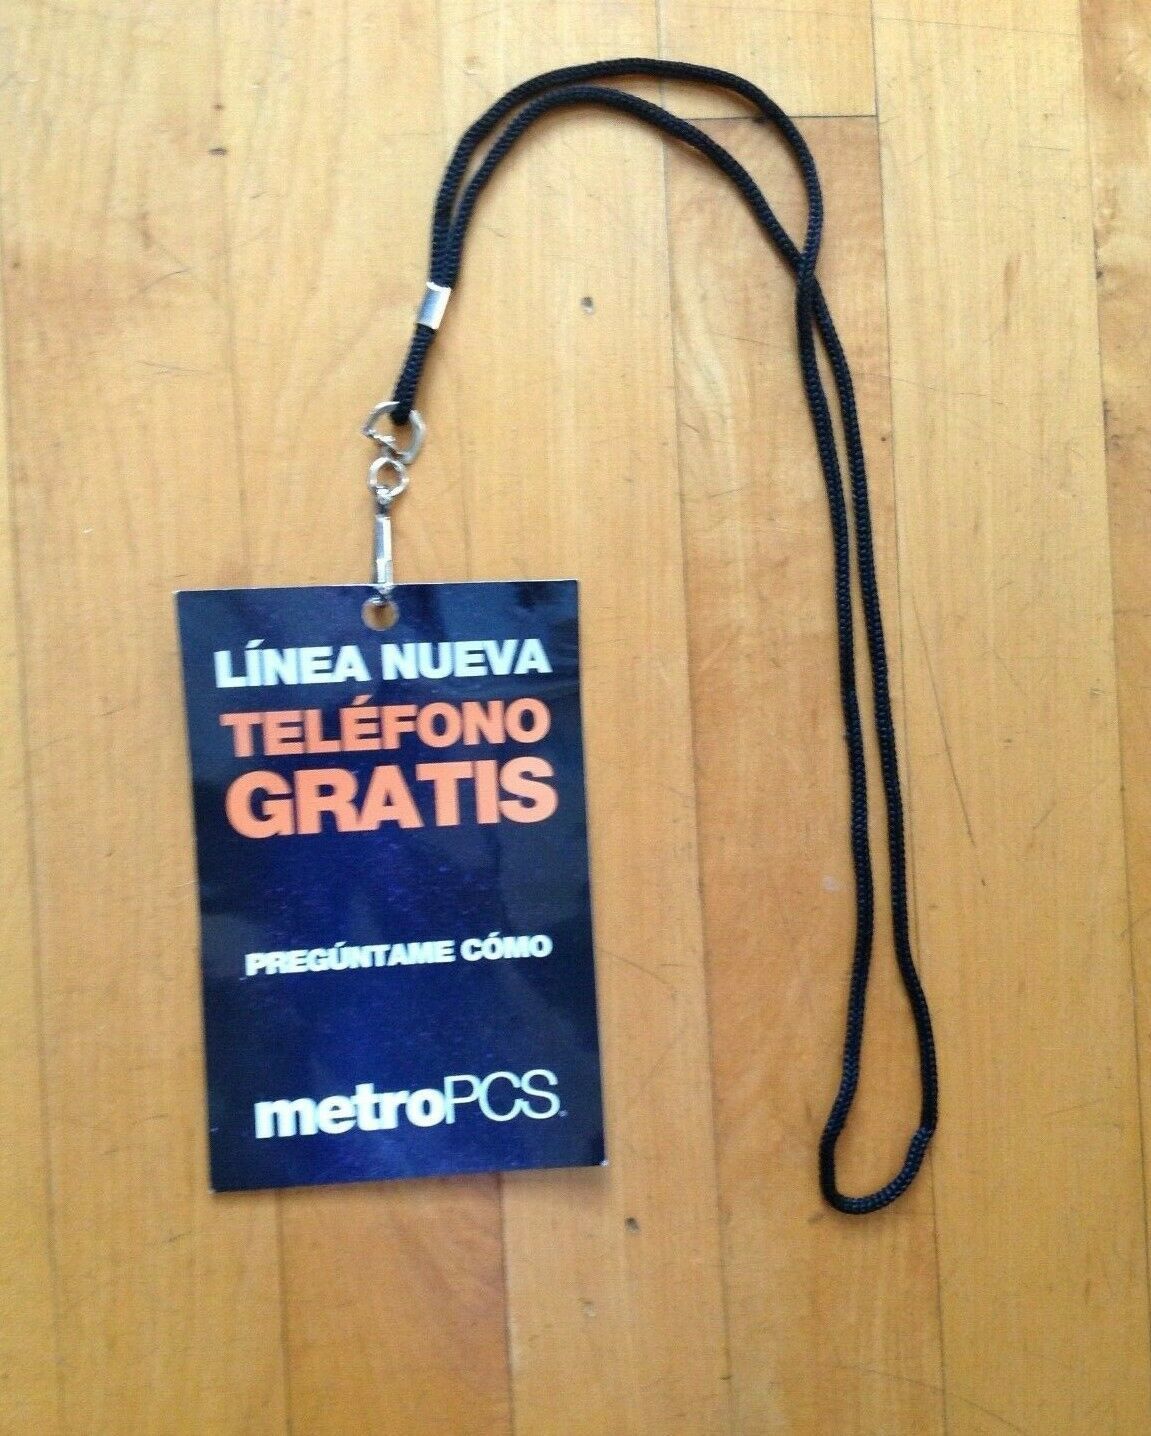 LÍNEA NUEVA
TELÉFONO
GRATIS
PREGÚNTAME CÓMO
metroPCS.